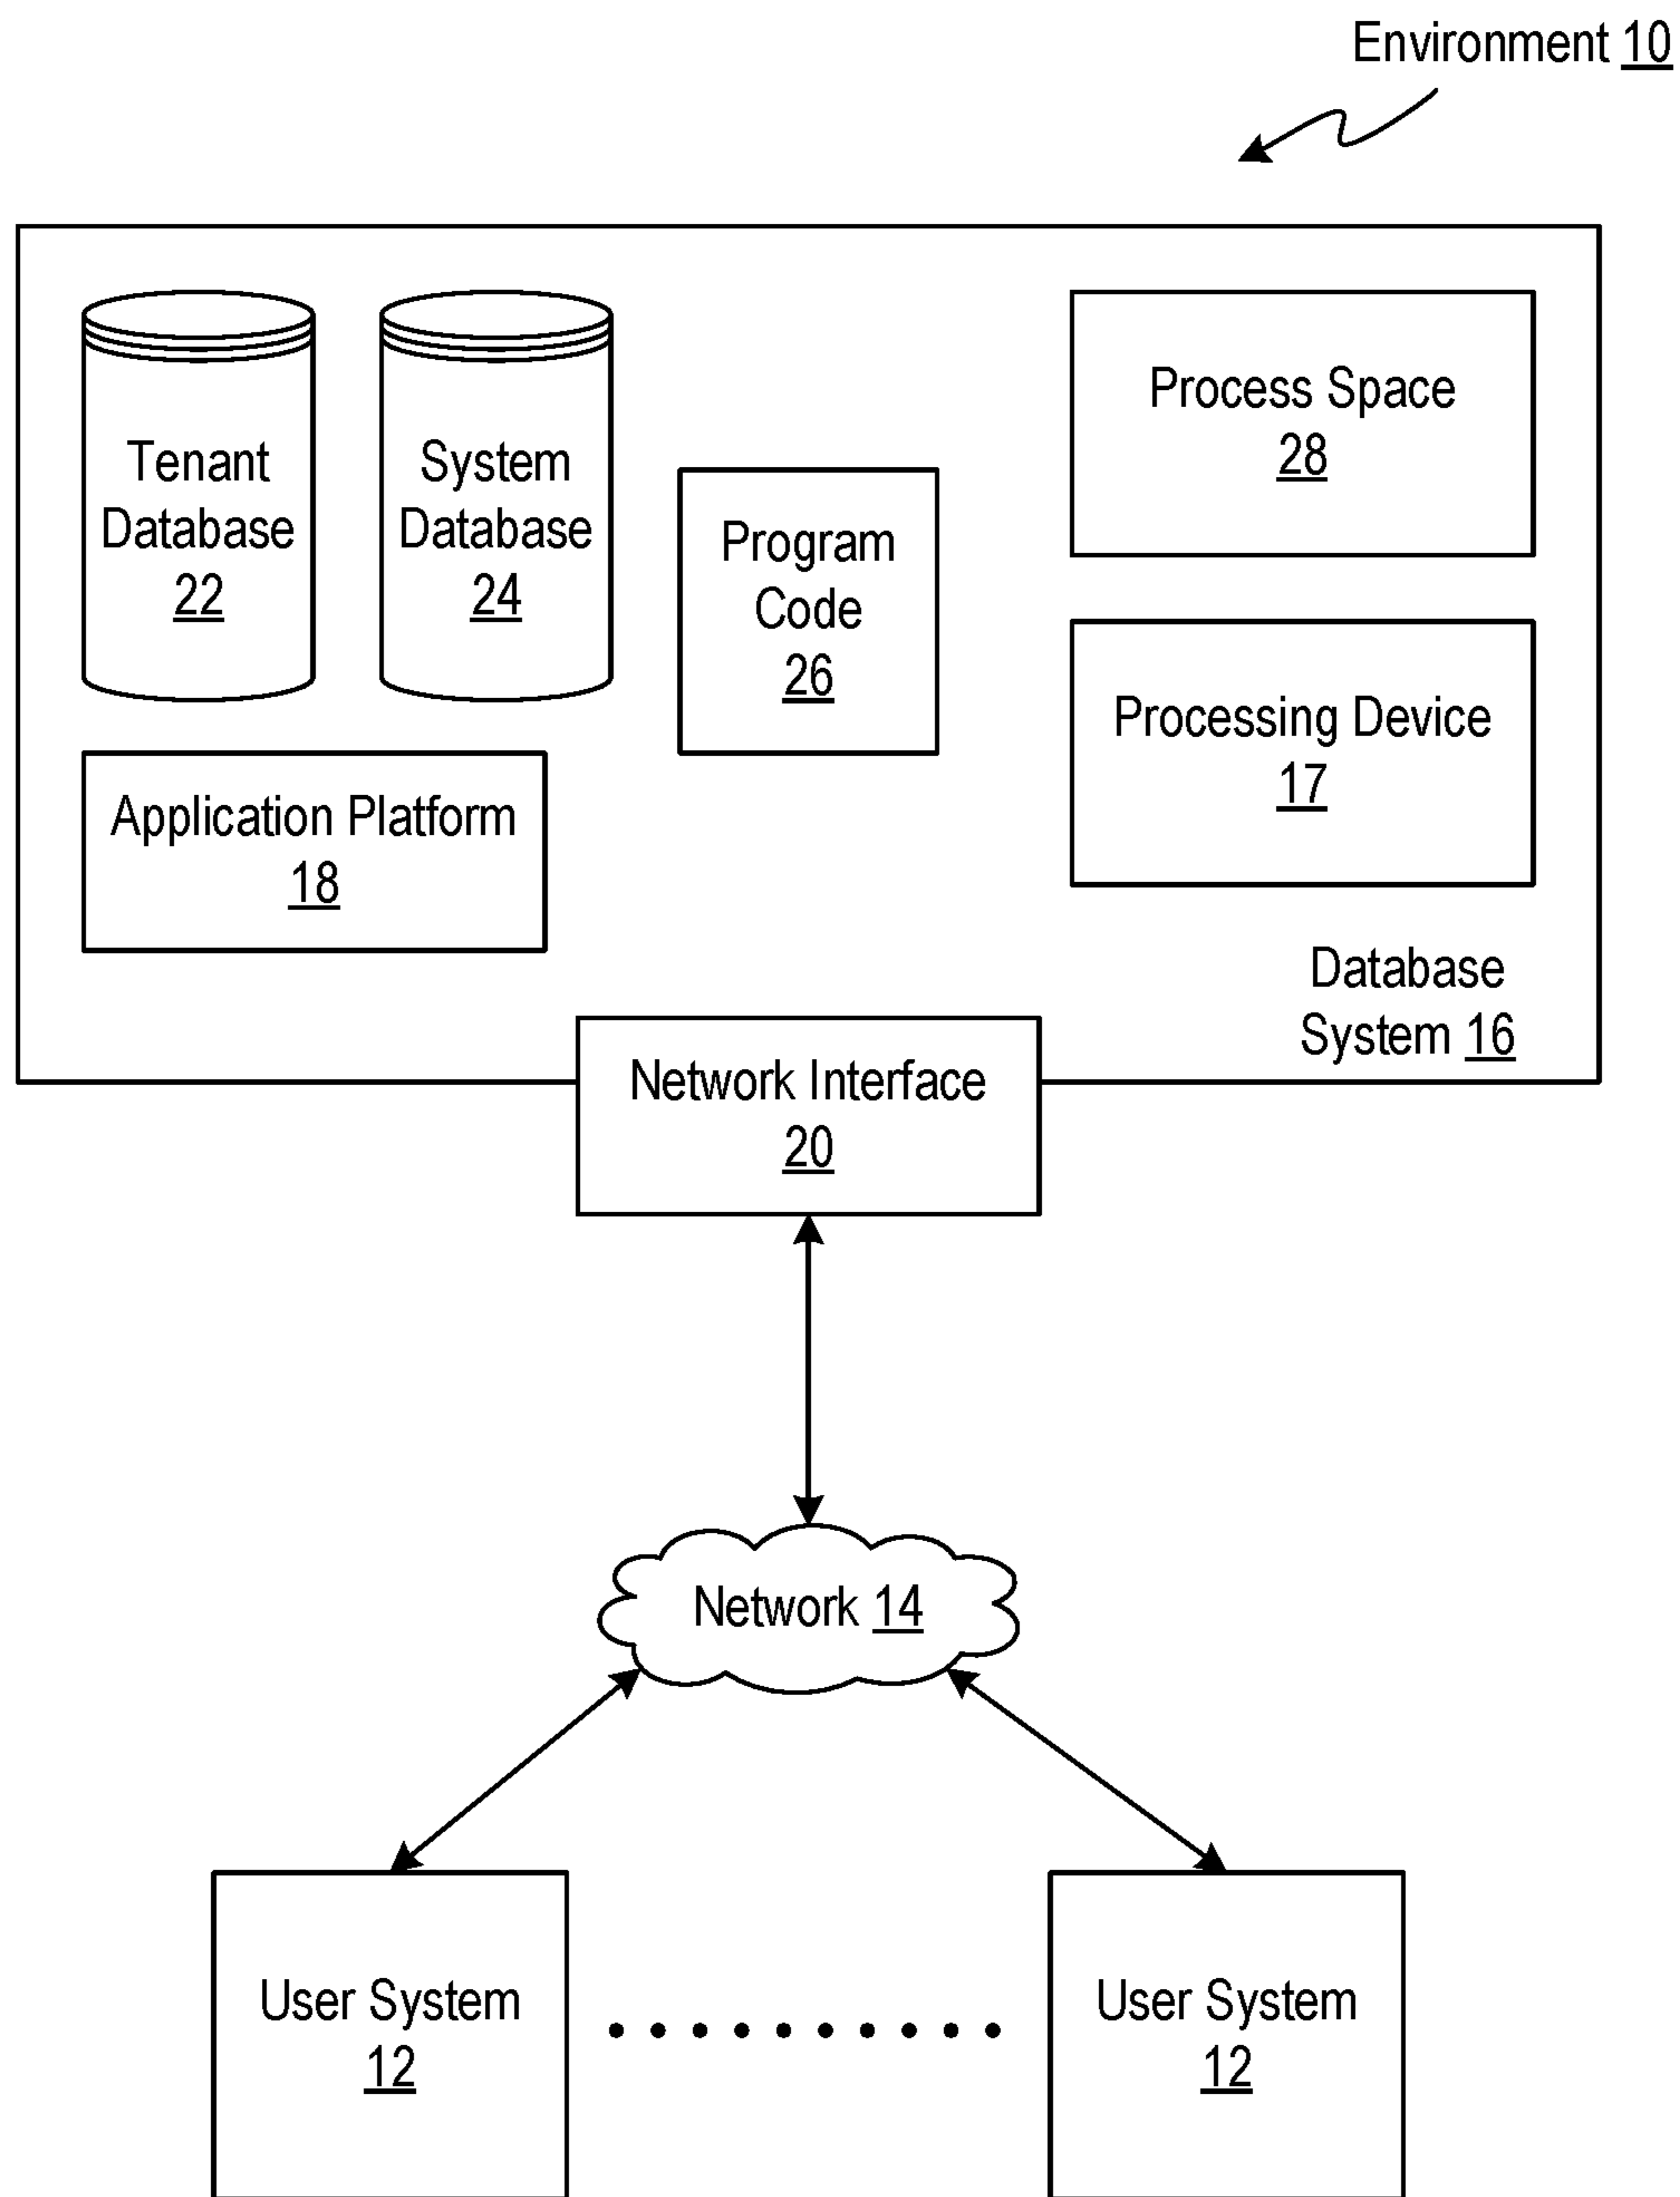 Environment 10
Tenant
Database
22
System
Database
24
Program
Code
26
Process Space
28
Processing Device
17
Application Platform
18
Database
System 16
Network Interface
20
Network 14
User System
12
User System
12